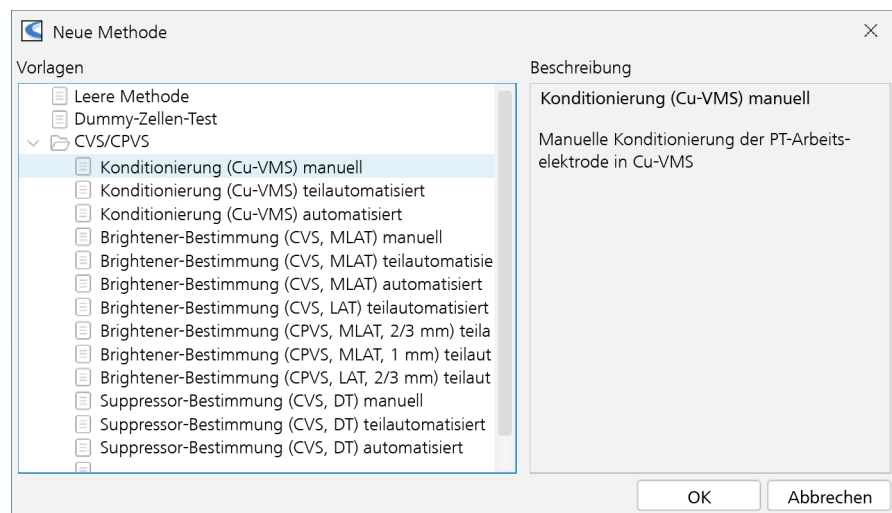 Neue Methode
Vorlagen
Leere Methode
Dummy-Zellen-Test
CVS/CPVS
Konditionierung (Cu-VMS) manuell
Konditionierung (Cu-VMS) teilautomatisiert
Konditionierung (Cu-VMS) automatisiert
Brightener-Bestimmung (CVS, MLAT) manuell
Brightener-Bestimmung (CVS, MLAT) teilautomatisie
Brightener-Bestimmung (CVS, MLAT) automatisiert
Brightener-Bestimmung (CVS, LAT) teilautomatisiert
Brightener-Bestimmung (CPVS, MLAT, 2/3 mm) teila
Brightener-Bestimmung (CPVS, MLAT, 1 mm) teilaut
Brightener-Bestimmung (CPVS, LAT, 2/3 mm) teilaut
Suppressor-Bestimmung (CVS, DT) manuell
Suppressor-Bestimmung (CVS, DT) teilautomatisiert
Suppressor-Bestimmung (CVS, DT) automatisiert
Beschreibung
Konditionierung (Cu-VMS) manuell
Manuelle Konditionierung der PT-Arbeits-
elektrode in Cu-VMS
OK
Abbrechen